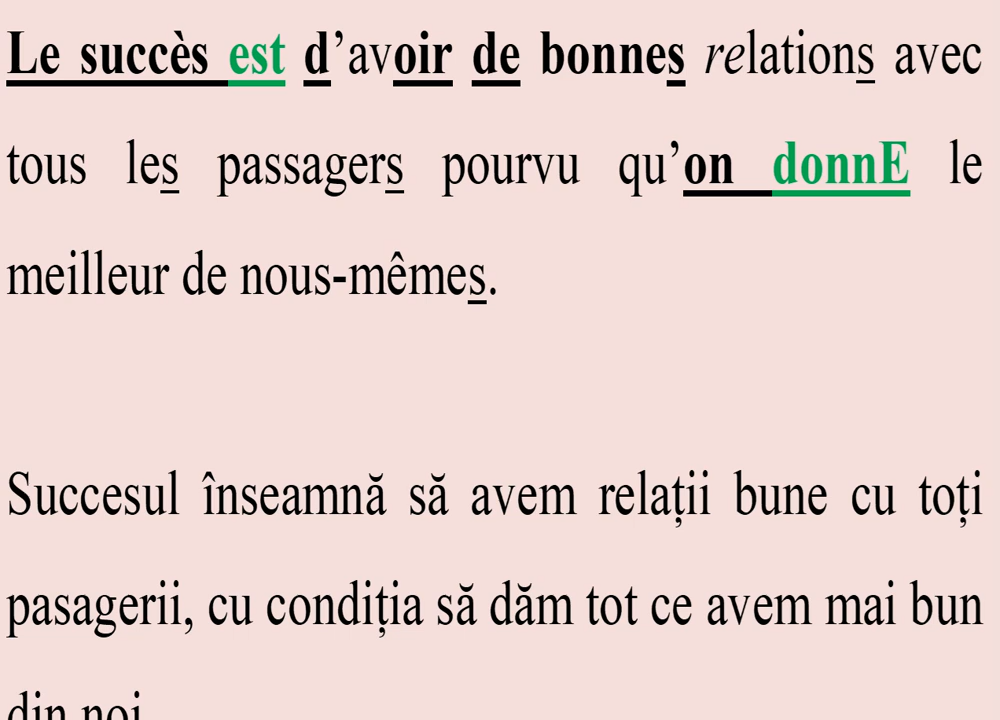 Le succès est d’avoir de bonnes relations avec
tous les passagers pourvu qu’on donnE le
meilleur de nous-mêmes.
Succesul înseamnă să avem relații bune cu toți
pasagerii, cu condiția să dăm tot ce avem mai bun
din noi